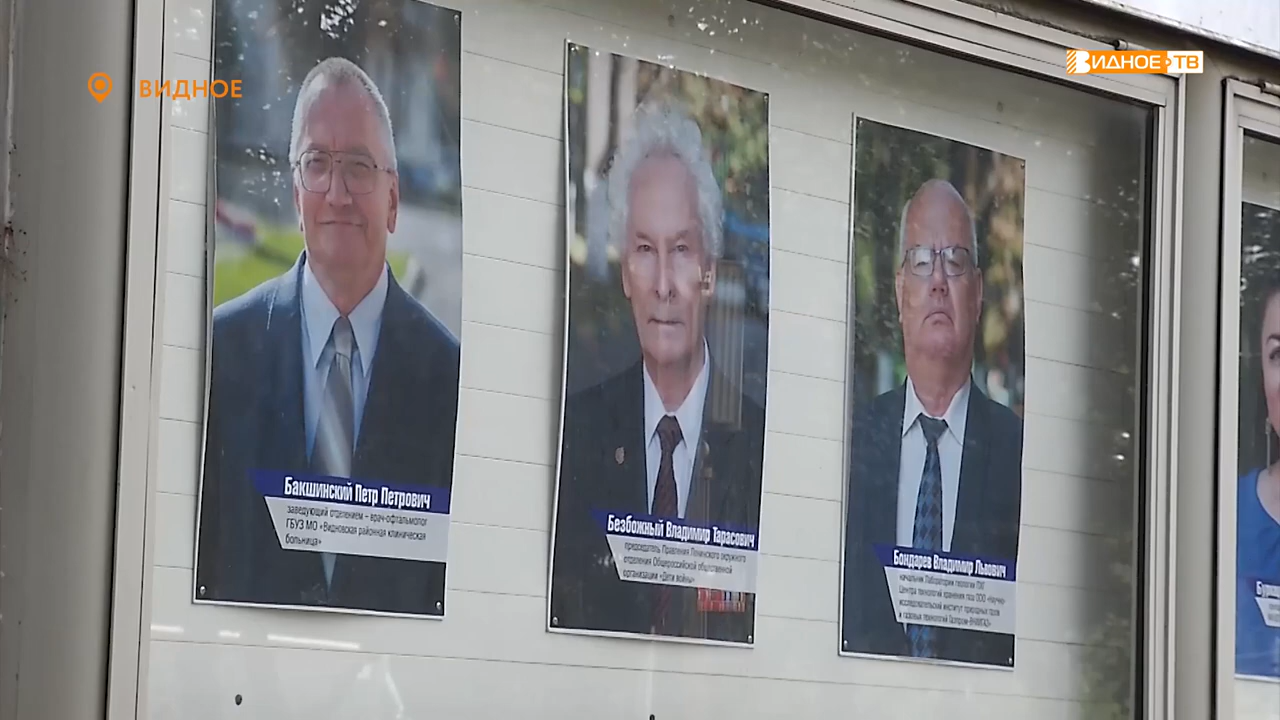 ВИДНОЕ
ВИДНОЕ ТВ
Бакшинский Петр Петрович
заведующий отделением – врач-офтальмолог
ГБУЗ МО «Видновская районная клиническая
больница»
Безбожный Владимир Тарасович
председатель Правления Ленинского окружного
отделения Общероссийской общественной
организации «Дети войны»
Бондарев Владимир Львович
начальник Лаборатории геологии ПХГ
Центра технологий хранения газа ООО «Научно-
исследовательский институт природных газов
и газовых технологий Газпром-ВНИИГАЗ»